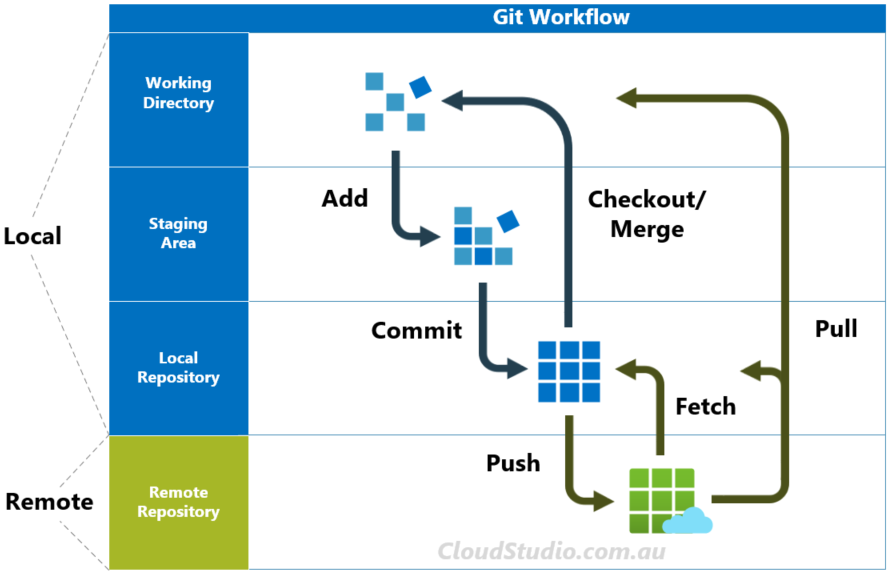 Git Workflow
Working
Directory
Add
Checkout/
Merge
Staging
Area
Local
Commit
Pull
Local
Repository
Fetch
Push
Remote
Remote
Repository
CloudStudio.com.au